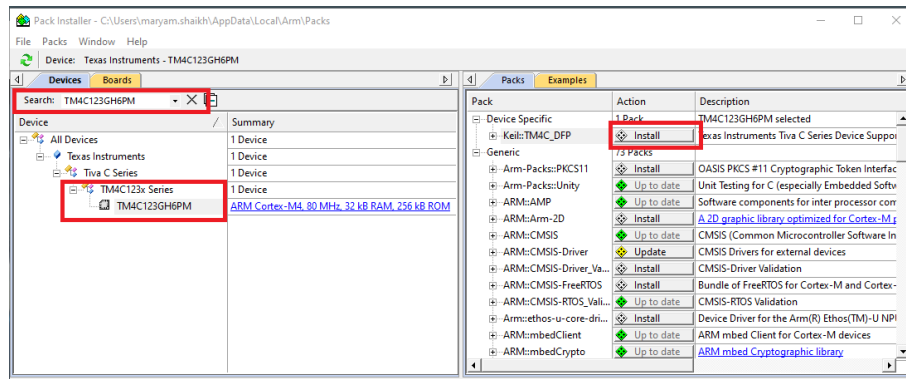 Pack Installer - C:\Users\maryam.shaikh\AppData\Local\Arm\Packs
File Packs Window Help
Device: Texas Instruments - TM4C123GH6PM
Devices Boards
Search: TM4C123GH6PM
Device Summary
All Devices 1 Device
Texas Instruments 1 Device
Tiva C Series 1 Device
TM4C123x Series 1 Device
TM4C123GH6PM ARM Cortex-M4, 80 MHz, 32 kB RAM, 256 kB ROM
Packs Examples
Pack Action Description
Device Specific 1 Pack TM4C123GH6PM selected
Keil::TM4C_DFP Install Texas Instruments Tiva C Series Device Suppor
Generic 73 Packs
Arm-Packs::PKCS11 Install OASIS PKCS #11 Cryptographic Token Interfac
Arm-Packs::Unity Up to date Unit Testing for C (especially Embedded Softw
ARM::AMP Up to date Software components for inter processor com
ARM::Arm-2D Install A 2D graphic library optimized for Cortex-M p
ARM::CMSIS Up to date CMSIS (Common Microcontroller Software In
ARM::CMSIS-Driver Update CMSIS Drivers for external devices
ARM::CMSIS-Driver_Va... Install CMSIS-Driver Validation
ARM::CMSIS-FreeRTOS Install Bundle of FreeRTOS for Cortex-M and Cortex-
ARM::CMSIS-RTOS_Vali... Up to date CMSIS-RTOS Validation
Arm::ethos-u-core-dri... Install Device Driver for the Arm(R) Ethos(TM)-U NPU
ARM::mbedClient Up to date ARM mbed Client for Cortex-M devices
ARM::mbedCrypto Up to date ARM mbed Cryptographic library